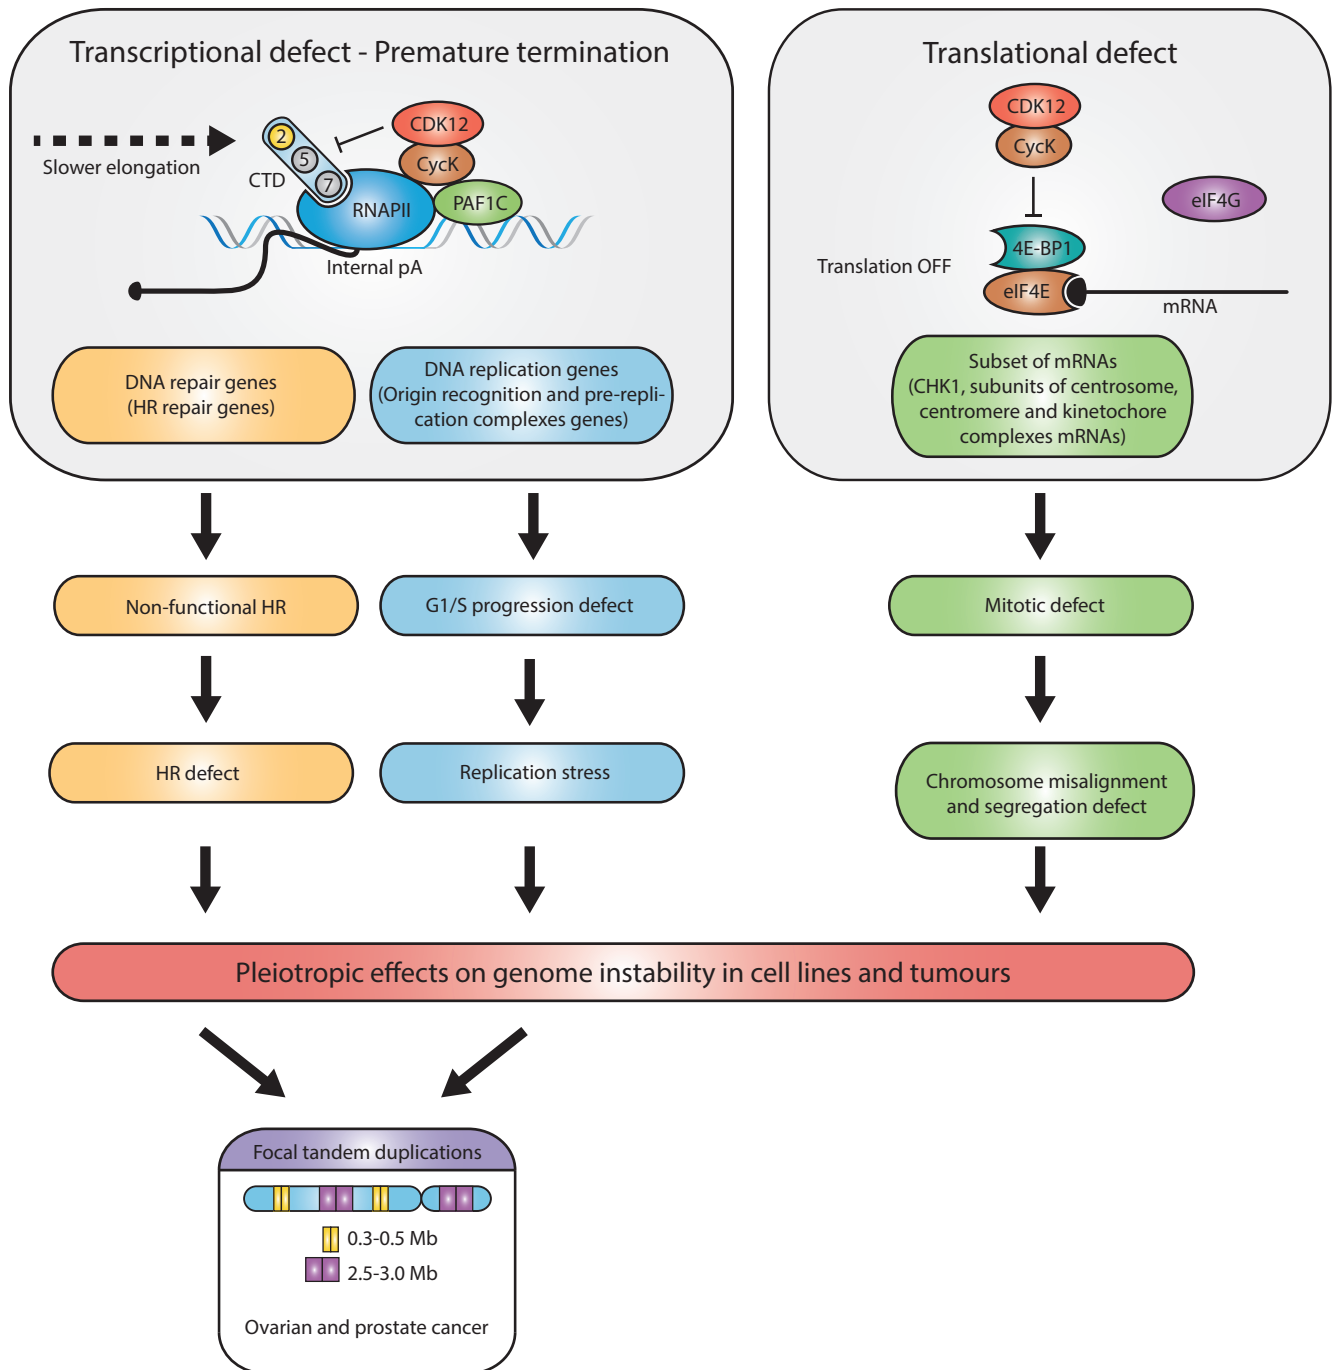 Transcriptional defect - Premature termination
Slower elongation
2
5
7
CTD
CDK12
CycK
RNAPII
PAF1C
Internal pA
DNA repair genes
(HR repair genes)
DNA replication genes
(Origin recognition and pre-repli-
cation complexes genes)
Translational defect
CDK12
CycK
eIF4G
4E-BP1
Translation OFF
eIF4E
mRNA
Subset of mRNAs
(CHK1, subunits of centrosome,
centromere and kinetochore
complexes mRNAs)
Non-functional HR
G1/S progression defect
Mitotic defect
HR defect
Replication stress
Chromosome misalignment
and segregation defect
Pleiotropic effects on genome instability in cell lines and tumours
Focal tandem duplications
0.3-0.5 Mb
2.5-3.0 Mb
Ovarian and prostate cancer